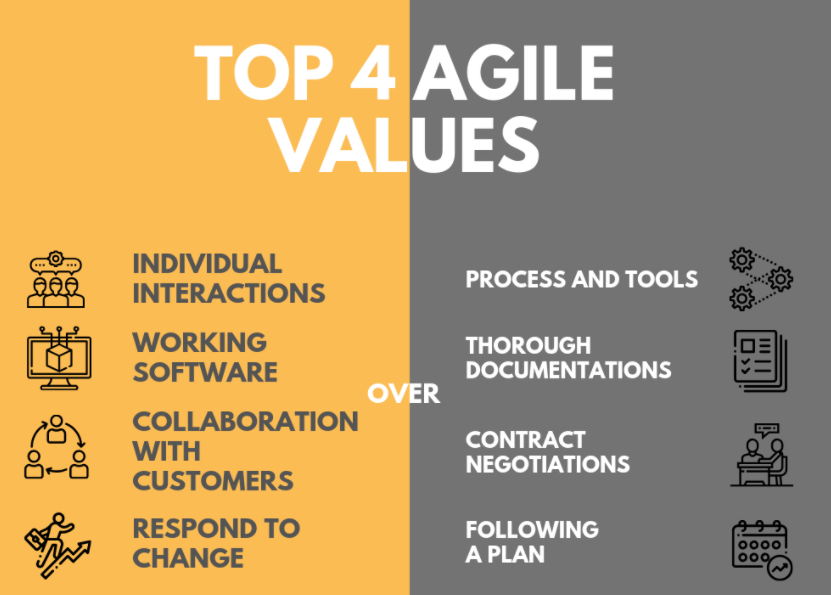 TOP 4 AGILE
VALUES
INDIVIDUAL
INTERACTIONS
WORKING
SOFTWARE
COLLABORATION
WITH
CUSTOMERS
RESPOND TO
CHANGE
OVER
PROCESS AND TOOLS
THOROUGH
DOCUMENTATIONS
CONTRACT
NEGOTIATIONS
FOLLOWING
A PLAN